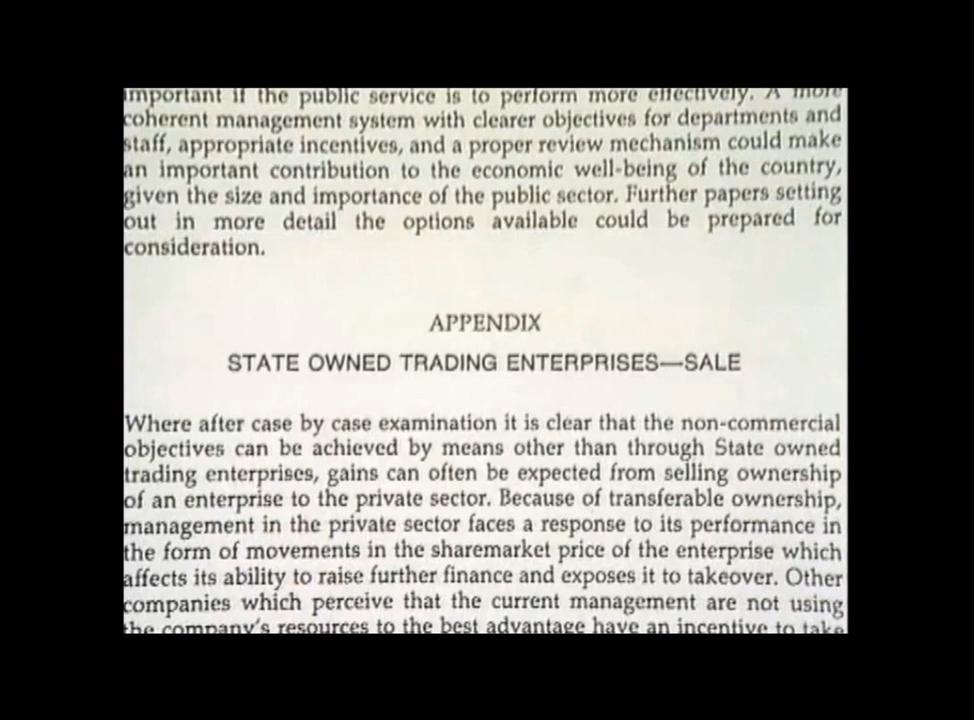 important if the public service is to perform more effectively. A more
coherent management system with clearer objectives for departments and
staff, appropriate incentives, and a proper review mechanism could make
an important contribution to the economic well-being of the country,
given the size and importance of the public sector. Further papers setting
out in more detail the options available could be prepared for
consideration.
APPENDIX
STATE OWNED TRADING ENTERPRISES—SALE
Where after case by case examination it is clear that the non-commercial
objectives can be achieved by means other than through State owned
trading enterprises, gains can often be expected from selling ownership
of an enterprise to the private sector. Because of transferable ownership,
management in the private sector faces a response to its performance in
the form of movements in the sharemarket price of the enterprise which
affects its ability to raise further finance and exposes it to takeover. Other
companies which perceive that the current management are not using
the company's resources to the best advantage have an incentive to take